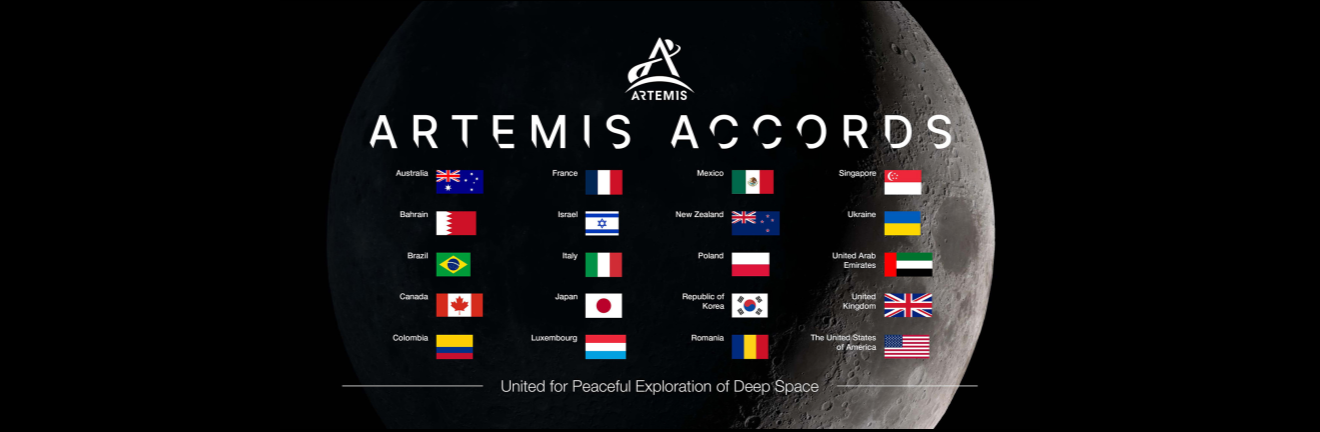 ARTEMIS
ARTEMIS ACCORDS
Australia
Bahrain
Brazil
Canada
Colombia
France
Israel
Italy
Japan
Luxembourg
Mexico
New Zealand
Poland
Republic of
Korea
Romania
Singapore
Ukraine
United Arab
Emirates
United
Kingdom
The United States
of America
United for Peaceful Exploration of Deep Space